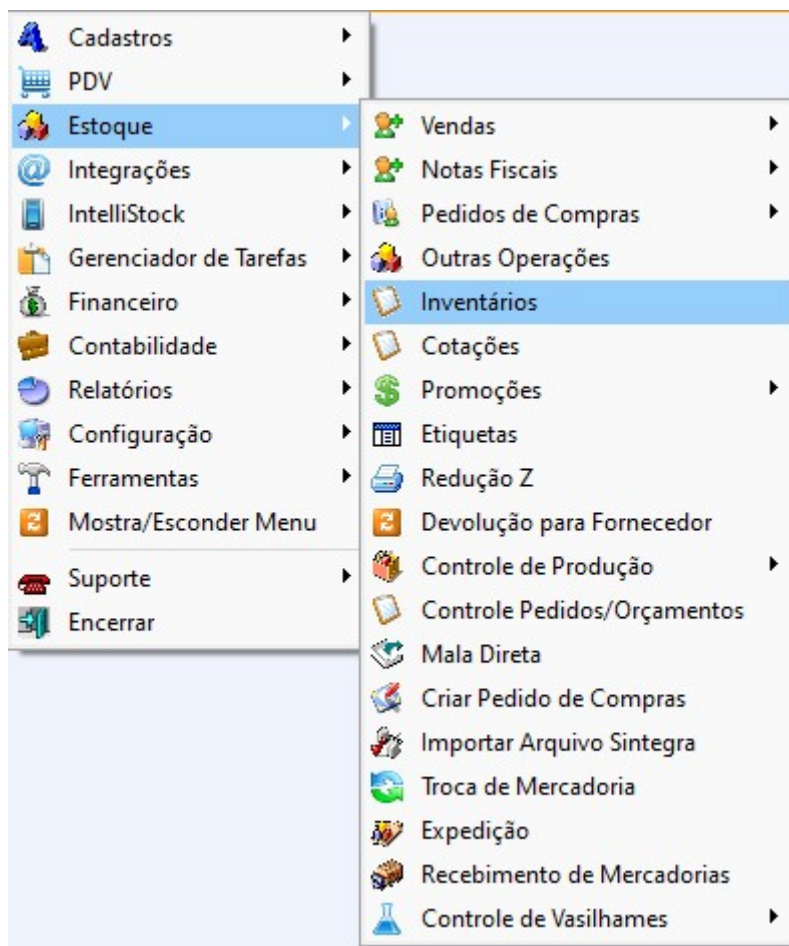 Cadastros
PDV
Estoque
Integrações
IntelliStock
Gerenciador de Tarefas
Financeiro
Contabilidade
Relatórios
Configuração
Ferramentas
Mostra/Esconder Menu
Suporte
Encerrar
Vendas
Notas Fiscais
Pedidos de Compras
Outras Operações
Inventários
Cotações
Promoções
Etiquetas
Redução Z
Devolução para Fornecedor
Controle de Produção
Controle Pedidos/Orçamentos
Mala Direta
Criar Pedido de Compras
Importar Arquivo Sintegra
Troca de Mercadoria
Expedição
Recebimento de Mercadorias
Controle de Vasilhames